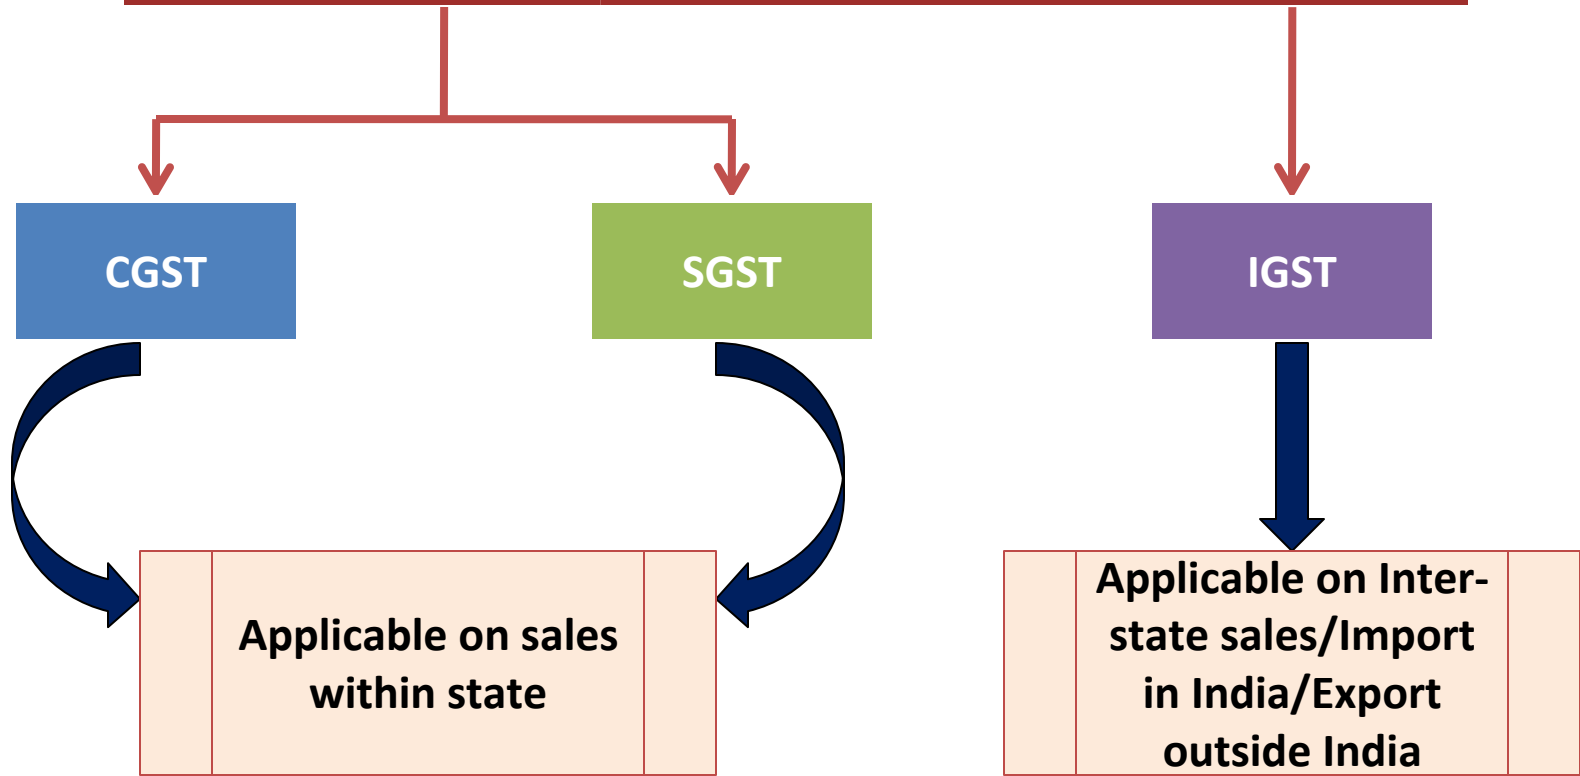 CGST
SGST
IGST
Applicable on sales
within state
Applicable on Inter-
state sales/Import
in India/Export
outside India